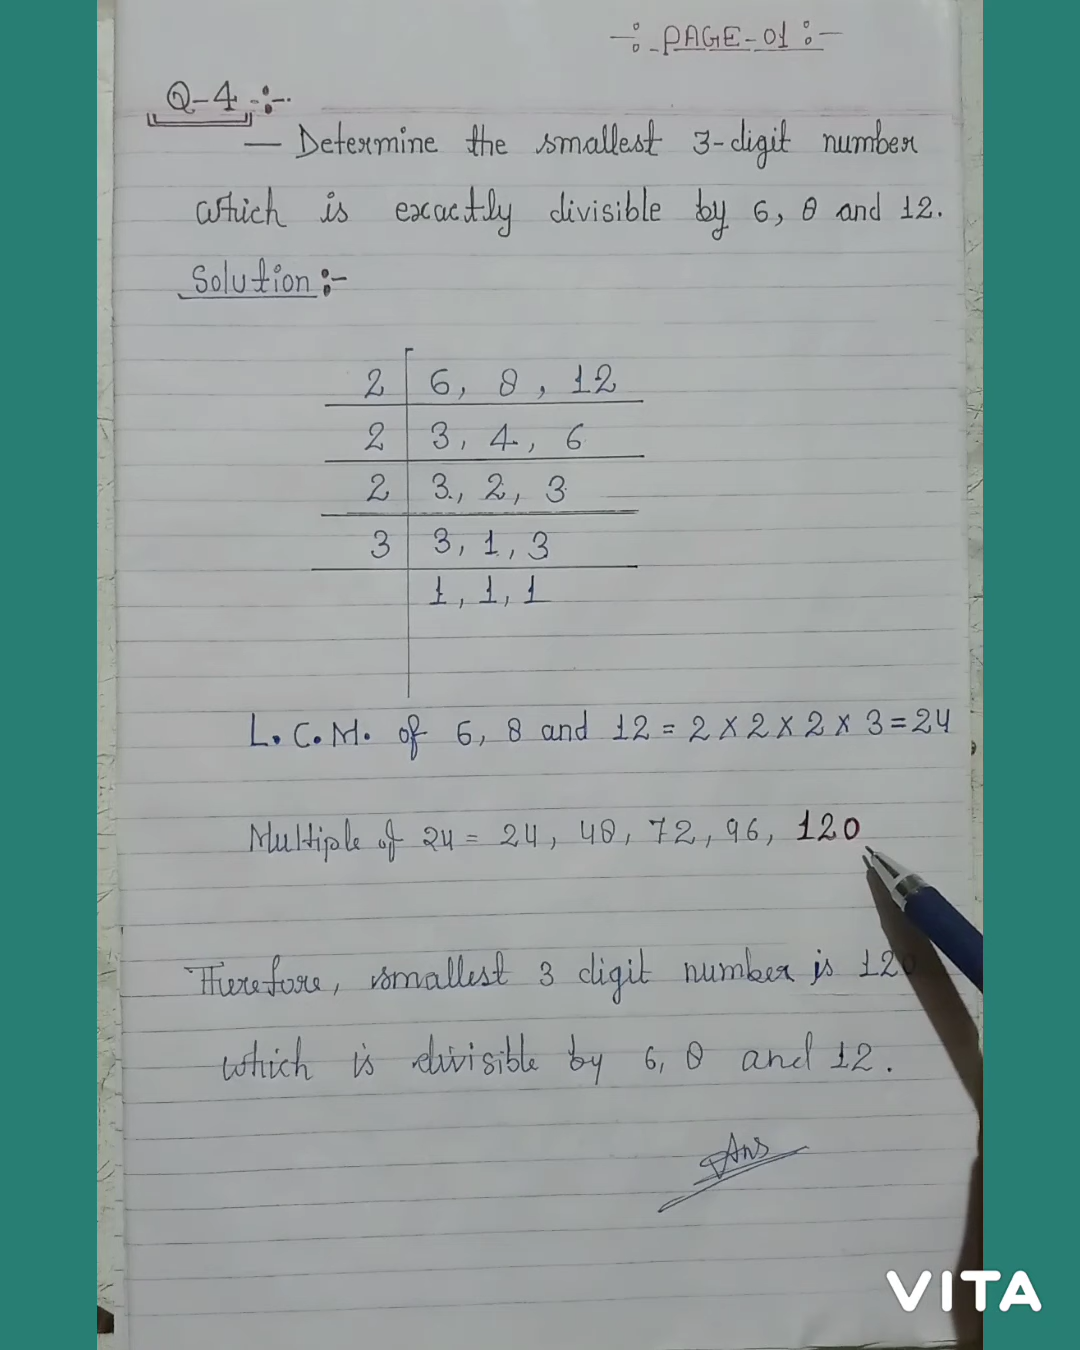 -: PAGE-01 :-
Q-4 :-
— Determine the smallest 3-digit number
which is exactly divisible by 6, 8 and 12.
Solution :-
2 | 6, 8, 12
2 | 3, 4, 6
2 | 3, 2, 3
3 | 3, 1, 3
| 1, 1, 1
L.C.M. of 6, 8 and 12 = 2 x 2 x 2 x 3 = 24
Multiple of 24 = 24, 48, 72, 96, 120
Therefore, smallest 3 digit number is 120
which is divisible by 6, 8 and 12.
Ans
VITA